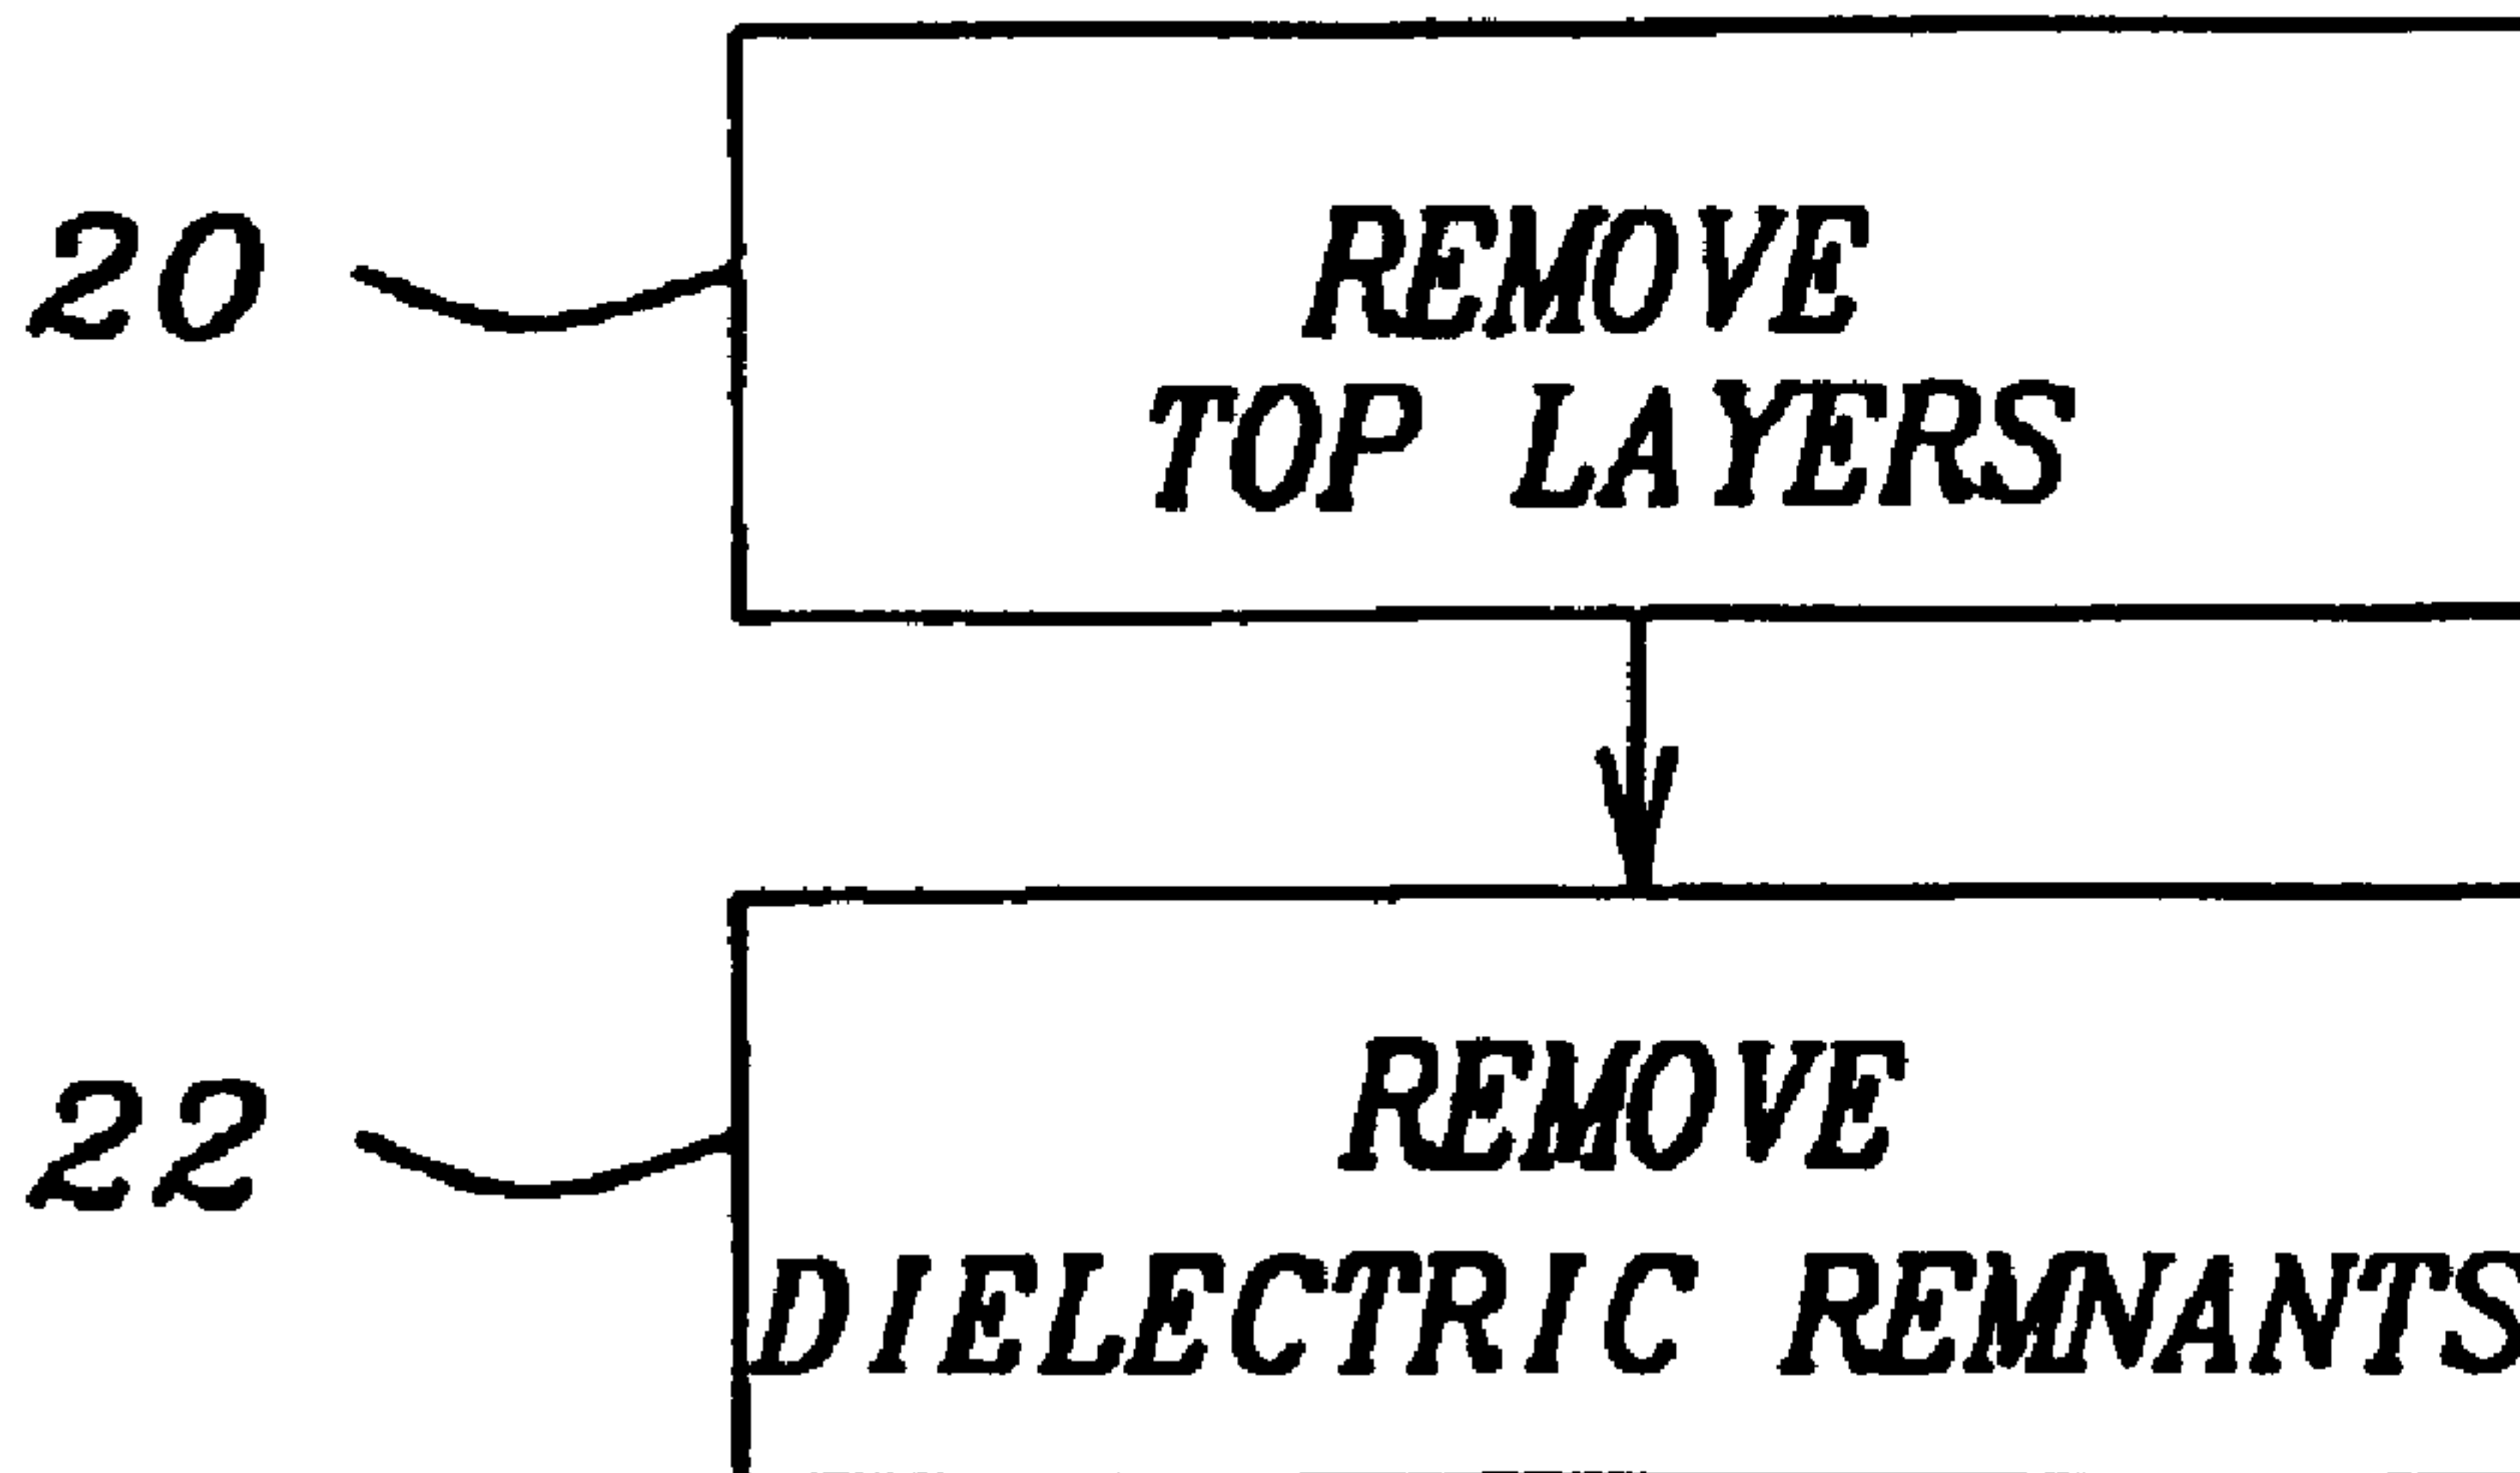 20
REMOVE
TOP LAYERS
22
REMOVE
DIELECTRIC REMNANTS